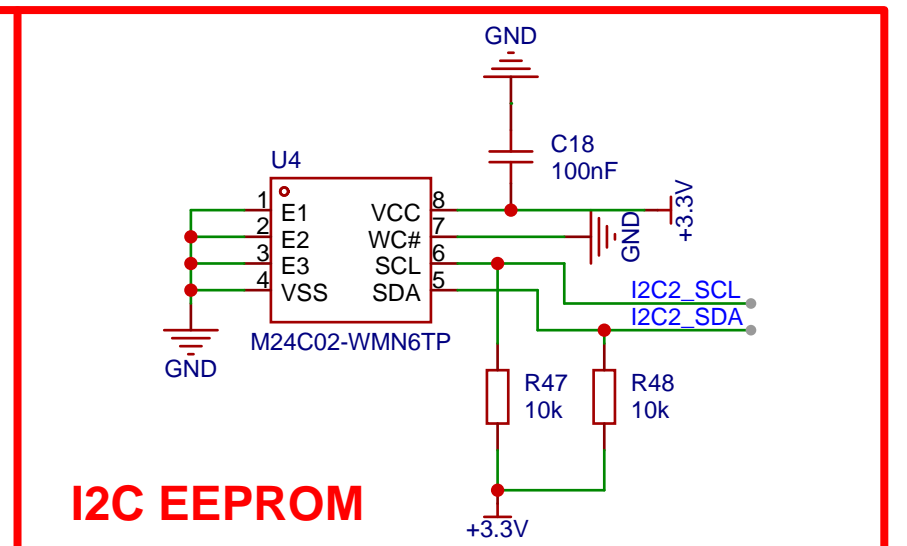 GND
C18
100nF
U4
1
E1
2
E2
3
E3
4
VSS
VCC
8
WC#
7
SCL
6
SDA
5
+3.3V
GND
I2C2_SCL
I2C2_SDA
M24C02-WMN6TP
GND
R47
10k
R48
10k
I2C EEPROM
+3.3V